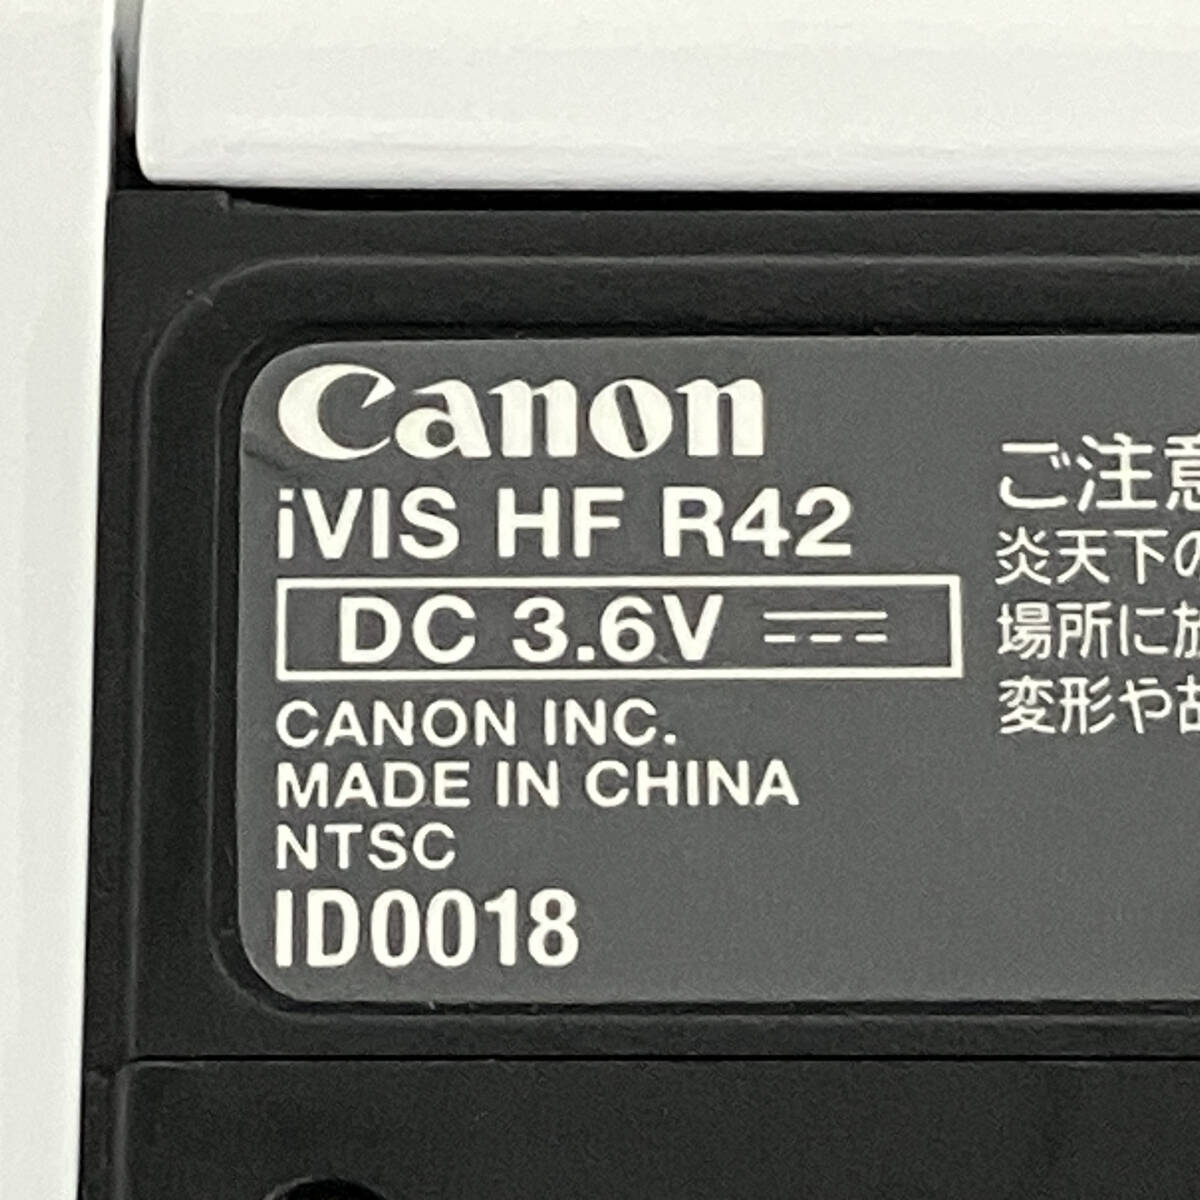 Canon
iVIS HF R42
DC 3.6V
CANON INC.
MADE IN CHINA
NTSC
ID0018
ご注意
炎天下の
場所に放
変形や故